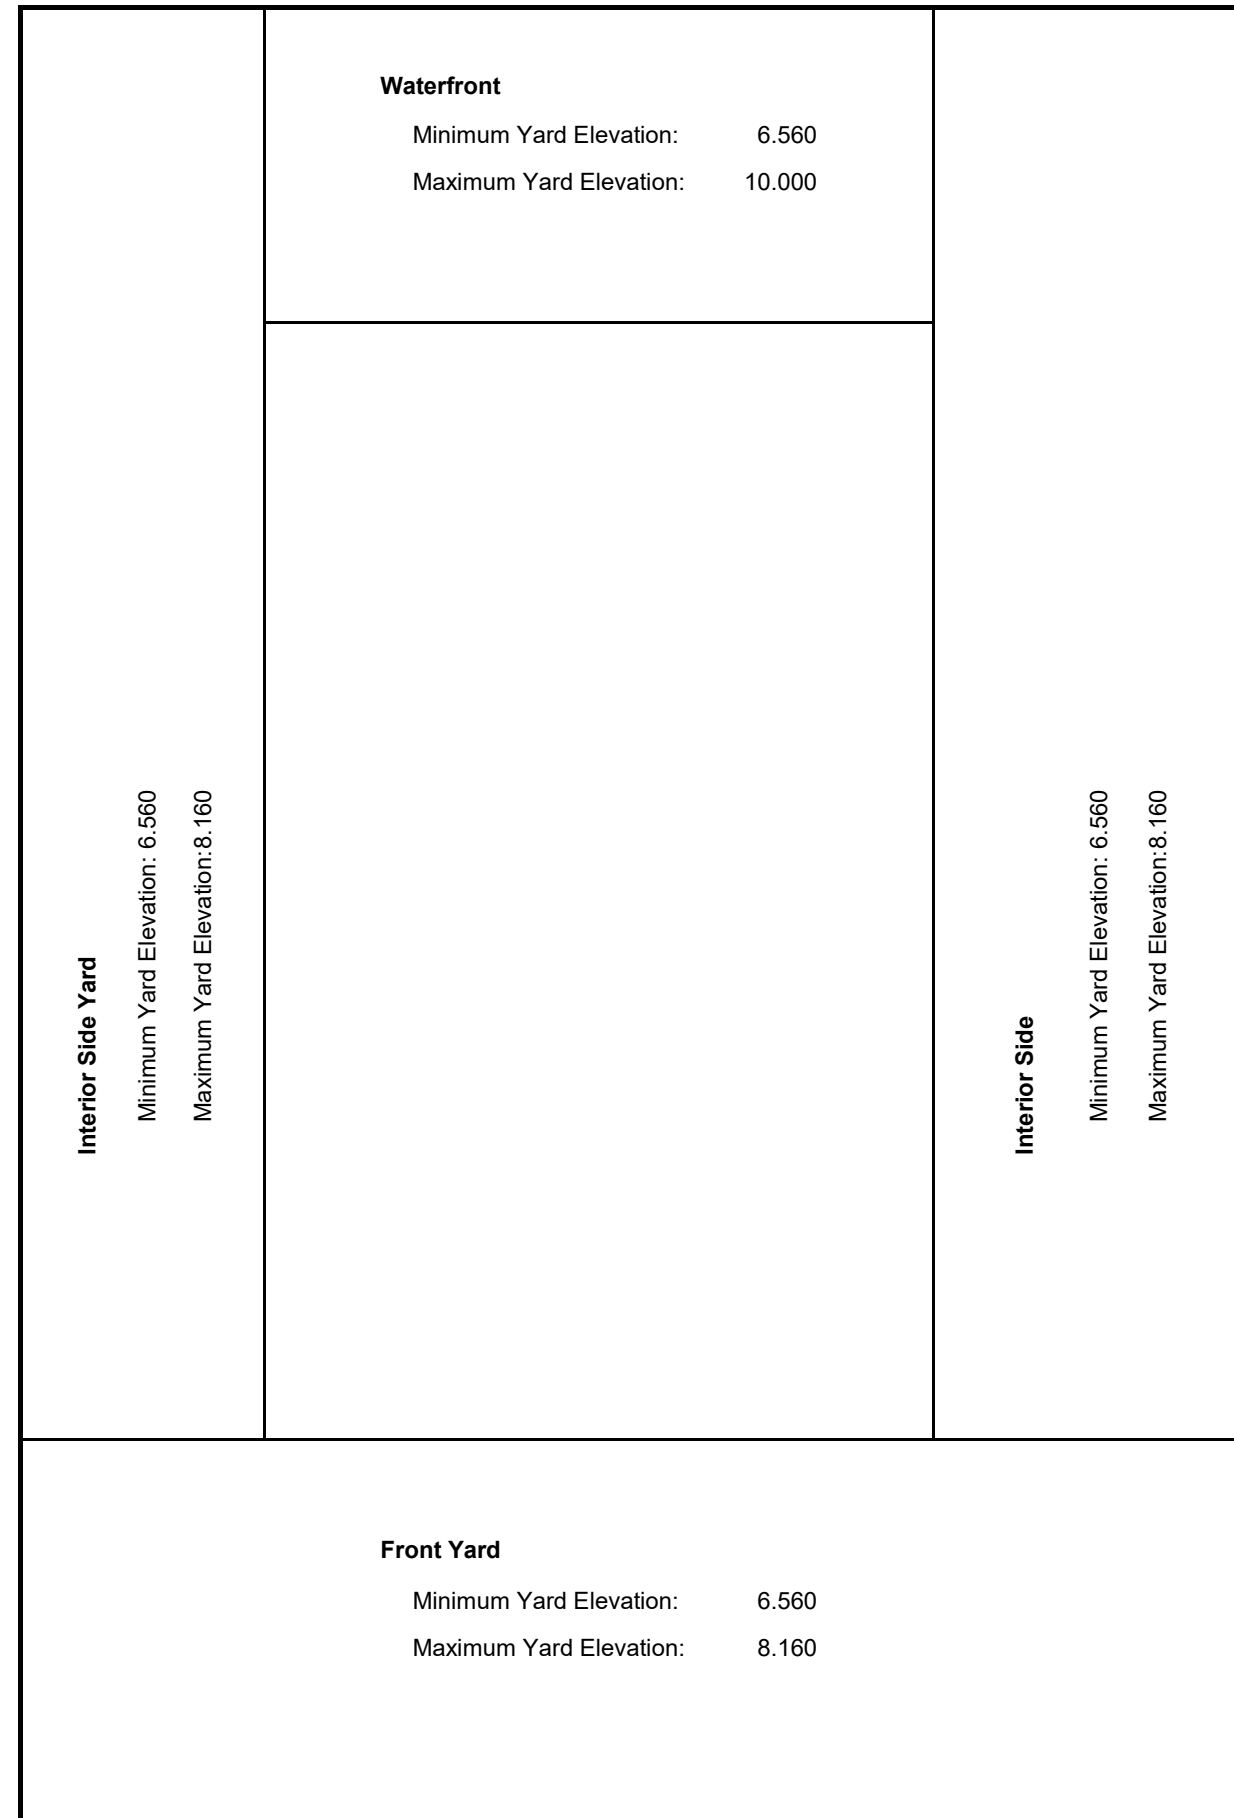 Waterfront
Minimum Yard Elevation: 6.560
Maximum Yard Elevation: 10.000
Interior Side Yard
Minimum Yard Elevation: 6.560
Maximum Yard Elevation:8.160
Interior Side
Minimum Yard Elevation: 6.560
Maximum Yard Elevation:8.160
Front Yard
Minimum Yard Elevation: 6.560
Maximum Yard Elevation: 8.160